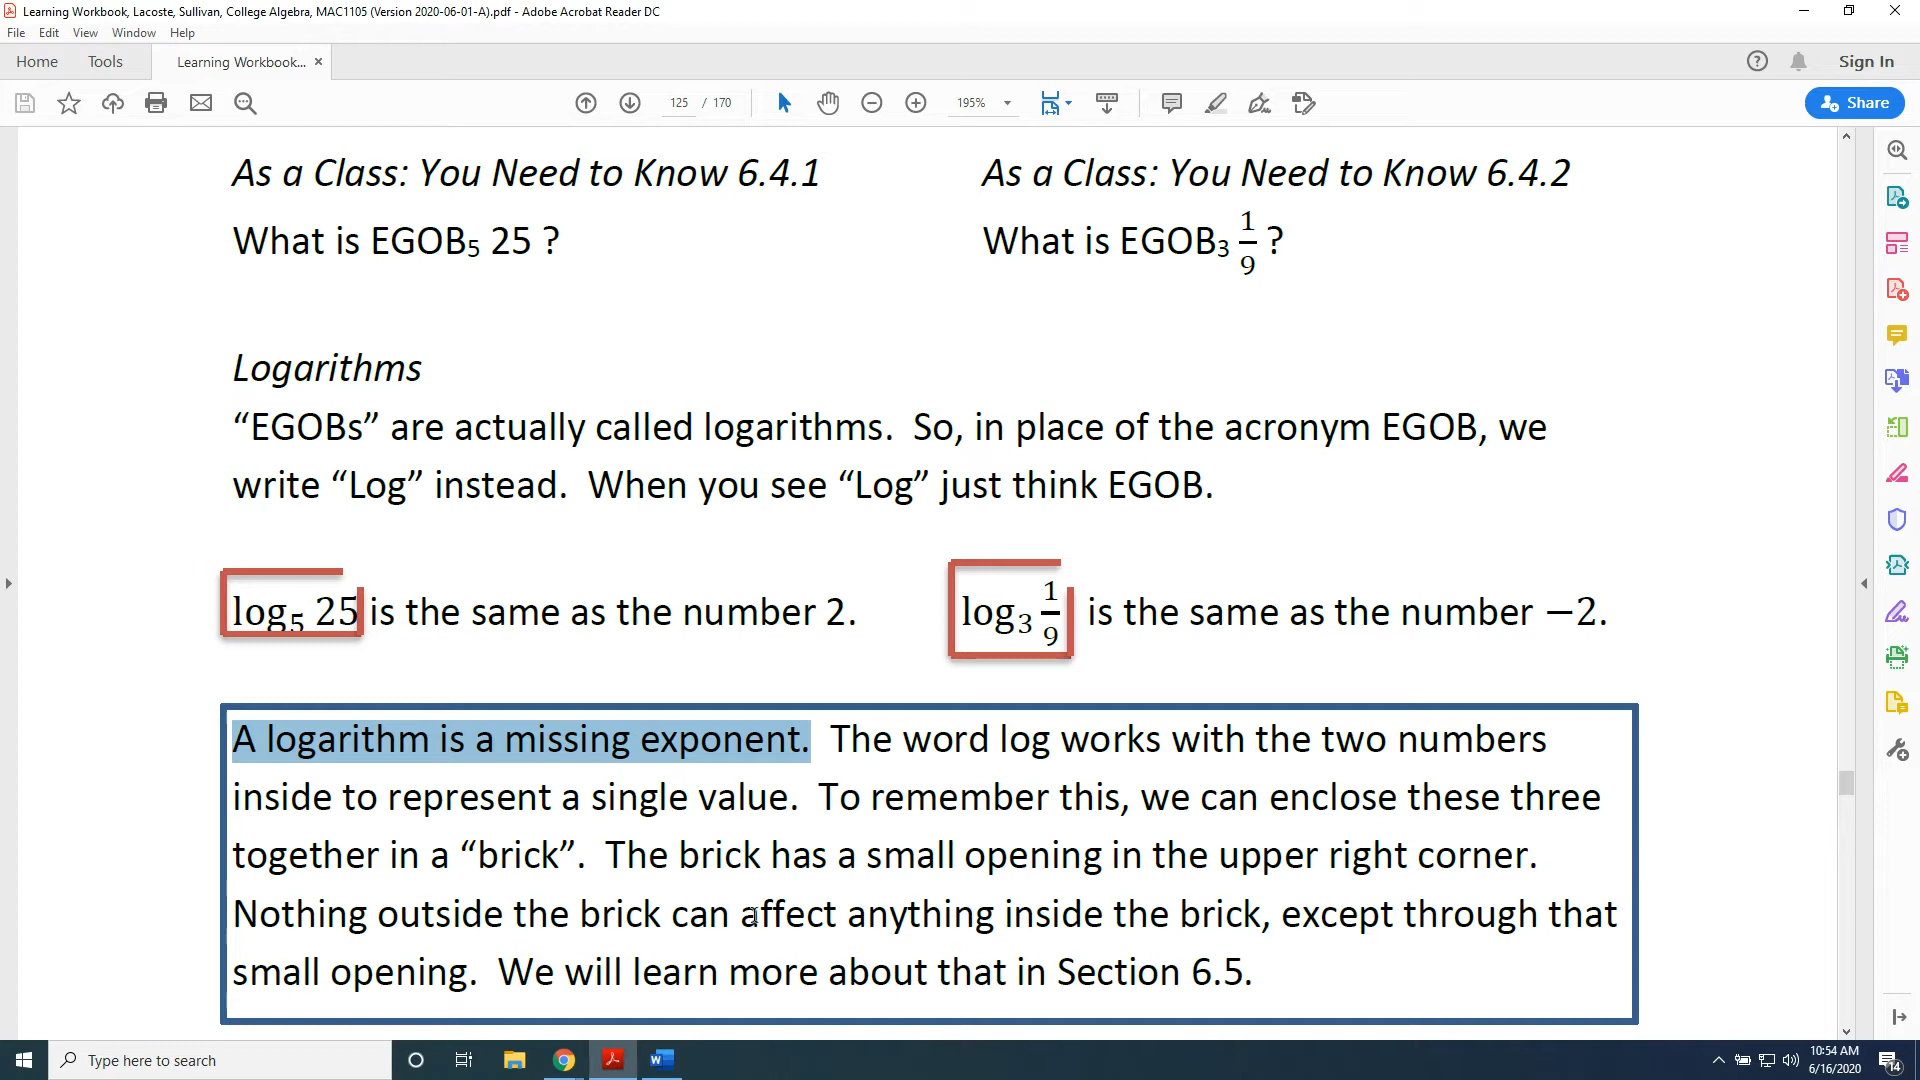 Learning Workbook, Lacoste, Sullivan, College Algebra, MAC1105 (Version 2020-06-01-A).pdf - Adobe Acrobat Reader DC
File Edit View Window Help
Home Tools Learning Workbook... × Sign In
125 / 170 195% Share
As a Class: You Need to Know 6.4.1
As a Class: You Need to Know 6.4.2
What is EGOB₅ 25 ?
What is EGOB₃ 1/9 ?
Logarithms
“EGOBs” are actually called logarithms. So, in place of the acronym EGOB, we
write “Log” instead. When you see “Log” just think EGOB.
log₅ 25 is the same as the number 2.
log₃ 1/9 is the same as the number −2.
A logarithm is a missing exponent. The word log works with the two numbers
inside to represent a single value. To remember this, we can enclose these three
together in a “brick”. The brick has a small opening in the upper right corner.
Nothing outside the brick can affect anything inside the brick, except through that
small opening. We will learn more about that in Section 6.5.
Type here to search
10:54 AM
6/16/2020
14